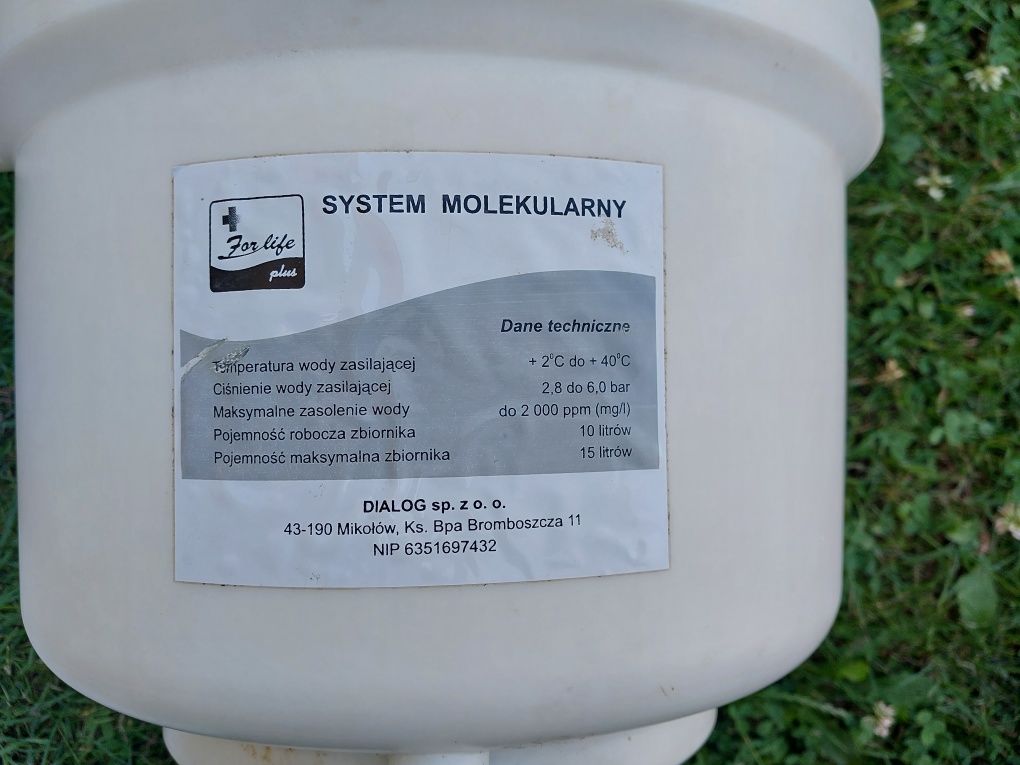 For life
plus
SYSTEM MOLEKULARNY
Dane techniczne
Temperatura wody zasilającej + 2°C do + 40°C
Ciśnienie wody zasilającej 2,8 do 6,0 bar
Maksymalne zasolenie wody do 2 000 ppm (mg/l)
Pojemność robocza zbiornika 10 litrów
Pojemność maksymalna zbiornika 15 litrów
DIALOG sp. z o. o.
43-190 Mikołów, Ks. Bpa Bromboszcza 11
NIP 6351697432